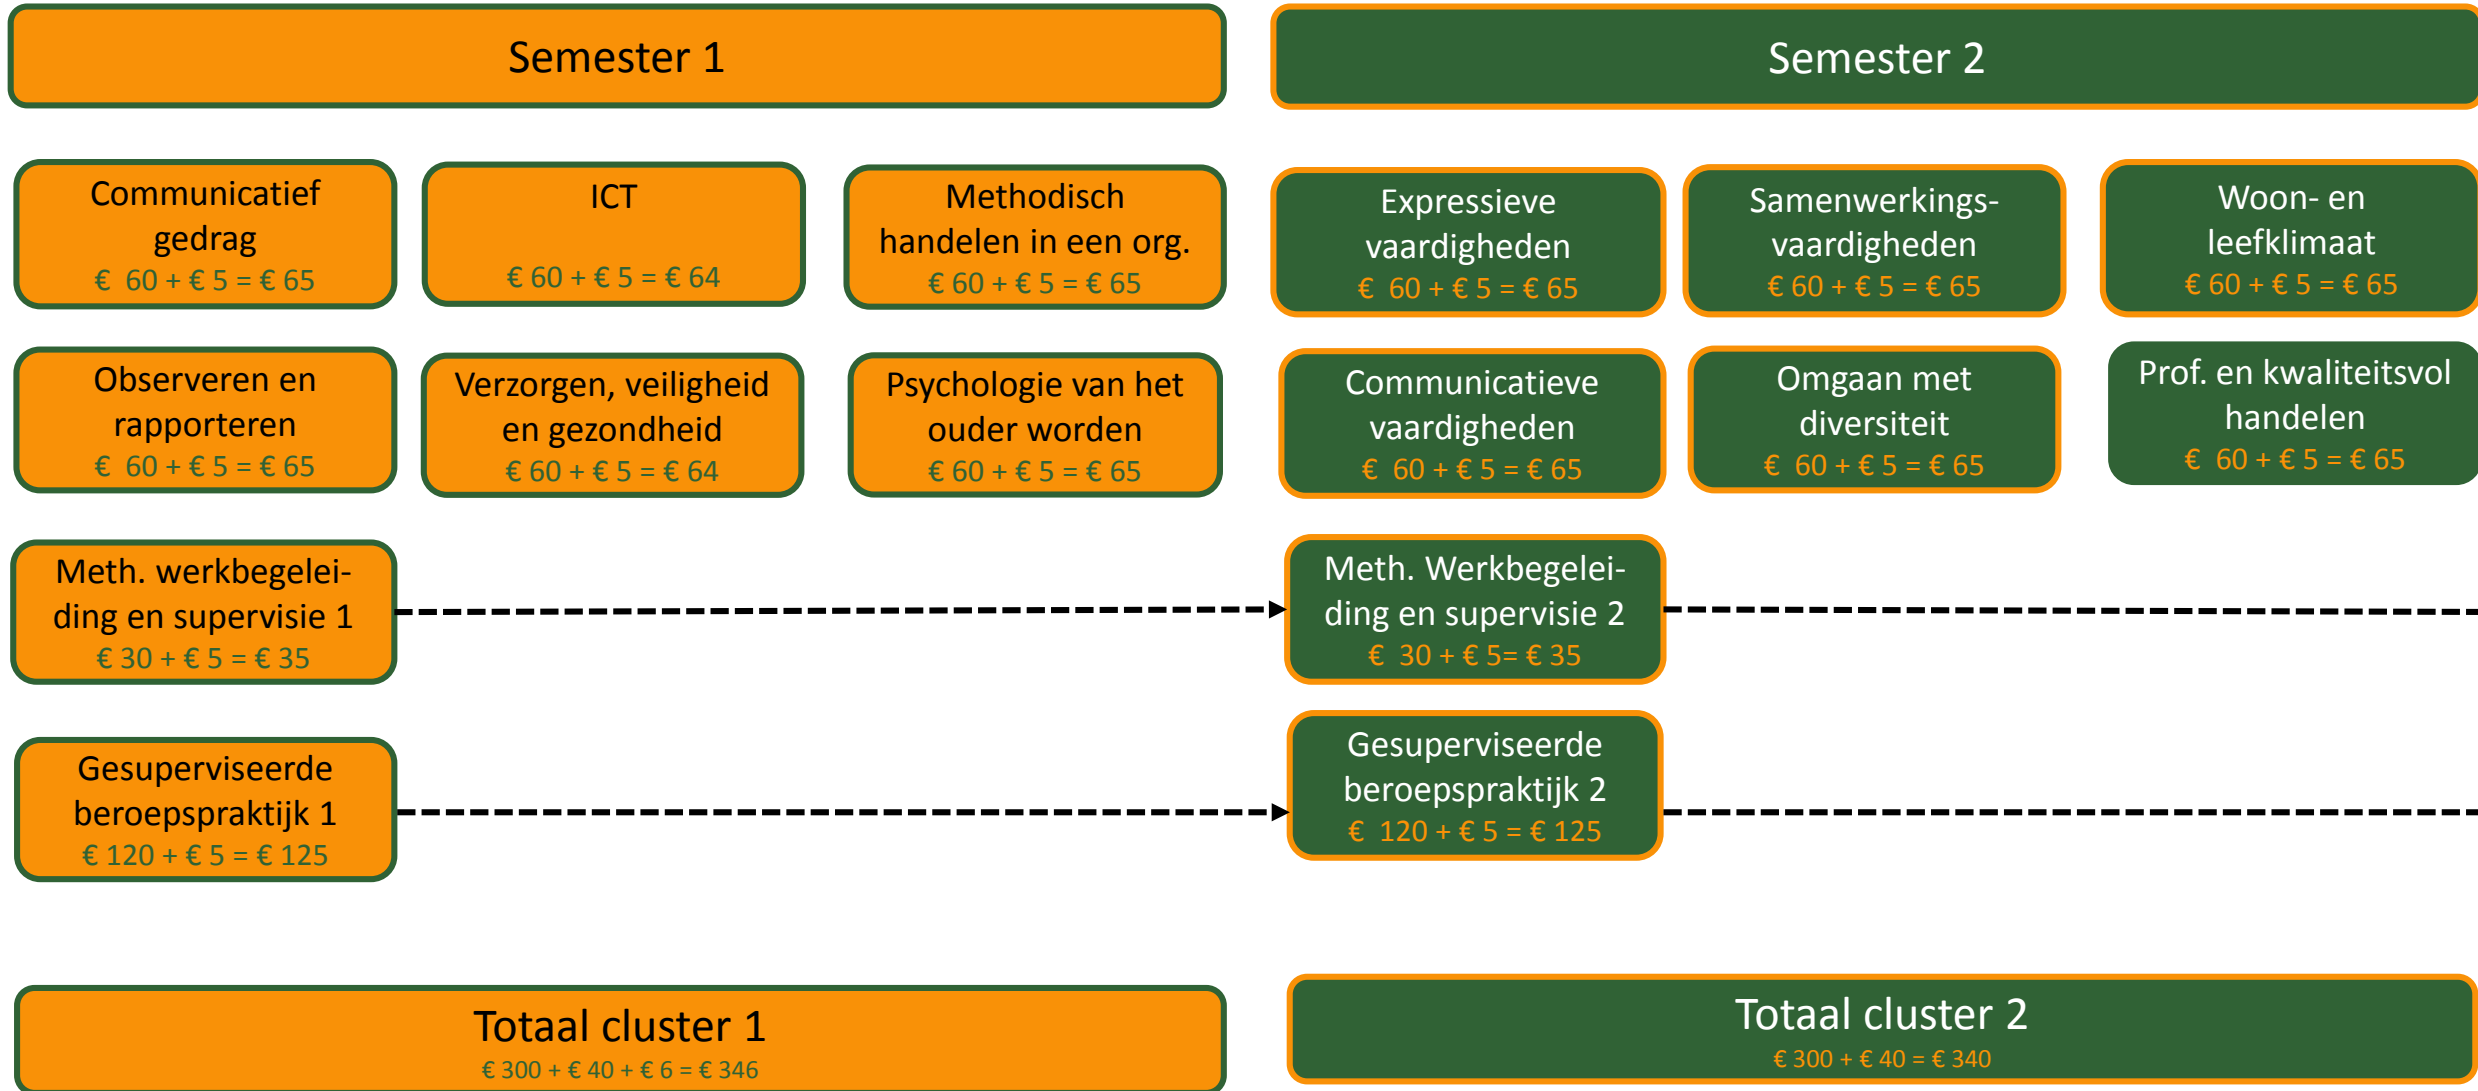 Semester 1
Semester 2
Communicatief
gedrag
€  60 + € 5 = € 65
ICT
€ 60 + € 5 = € 64
Methodisch
handelen in een org.
€ 60 + € 5 = € 65
Expressieve
vaardigheden
€  60 + € 5 = € 65
Samenwerkings-
vaardigheden
€ 60 + € 5 = € 65
Woon- en
leefklimaat
€ 60 + € 5 = € 65
Observeren en
rapporteren
€  60 + € 5 = € 65
Verzorgen, veiligheid
en gezondheid
€ 60 + € 5 = € 64
Psychologie van het
ouder worden
€ 60 + € 5 = € 65
Communicatieve
vaardigheden
€ 60 + € 5 = € 65
Omgaan met
diversiteit
€  60 + € 5 = € 65
Prof. en kwaliteitsvol
handelen
€  60 + € 5 = € 65
Meth. werkbegelei-
ding en supervisie 1
€ 30 + € 5 = € 35
Meth. Werkbegelei-
ding en supervisie 2
€  30 + € 5= € 35
Gesuperviseerde
beroepspraktijk 1
€ 120 + € 5 = € 125
Gesuperviseerde
beroepspraktijk 2
€  120 + € 5 = € 125
Totaal cluster 1
€ 300 + € 40 + € 6 = € 346
Totaal cluster 2
€ 300 + € 40 = € 340